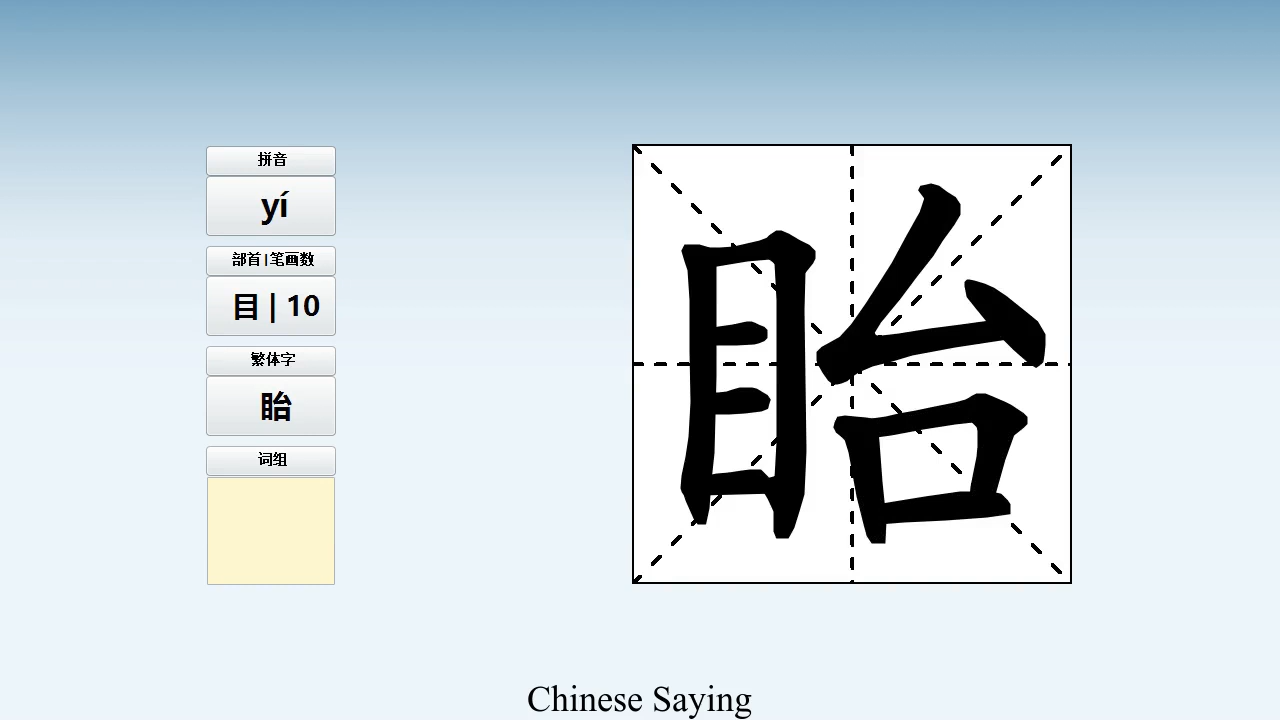 拼音
yí
部首|笔画数
目 | 10
繁体字
眙
词组
眙
Chinese Saying